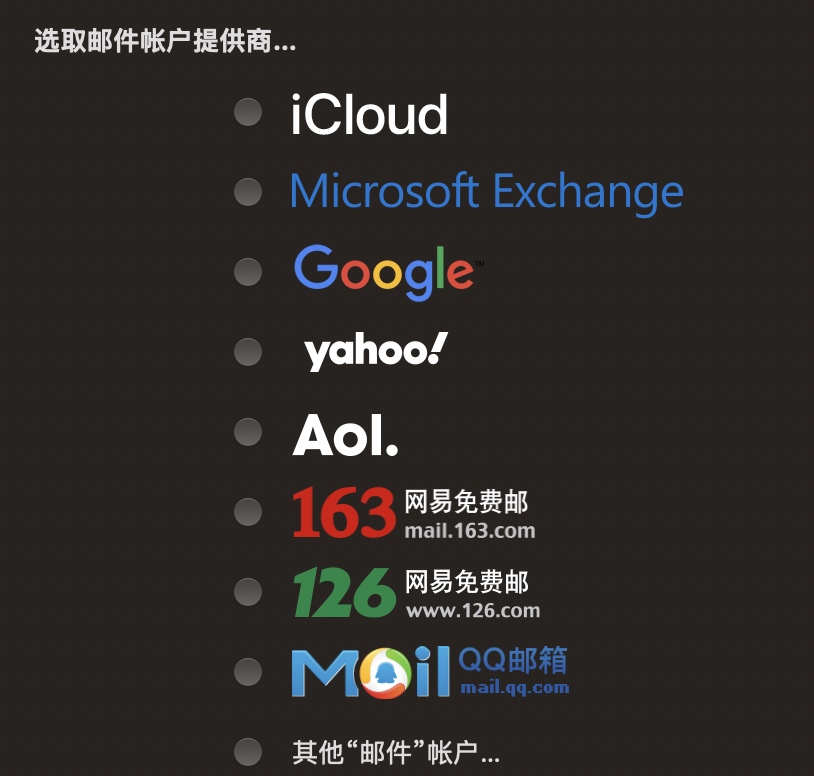 选取邮件帐户提供商...
iCloud
Microsoft Exchange
Google™
yahoo!
Aol.
163 网易免费邮
mail.163.com
126 网易免费邮
www.126.com
Mail QQ邮箱
mail.qq.com
其他“邮件”帐户...